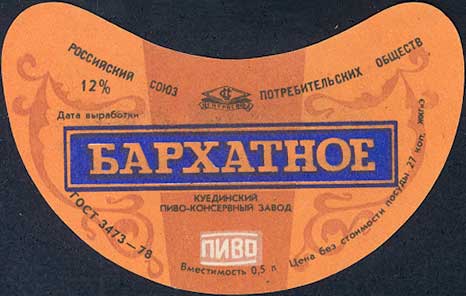 РОССИЙСКИЙ СОЮЗ ПОТРЕБИТЕЛЬСКИХ ОБЩЕСТВ
12%
Дата выработки
БАРХАТНОЕ
КУЕДИНСКИЙ
ПИВО-КОНСЕРВНЫЙ ЗАВОД
ГОСТ 3473—78
ПИВО
Вместимость 0,5 л
Цена без стоимости посуды 27 коп.